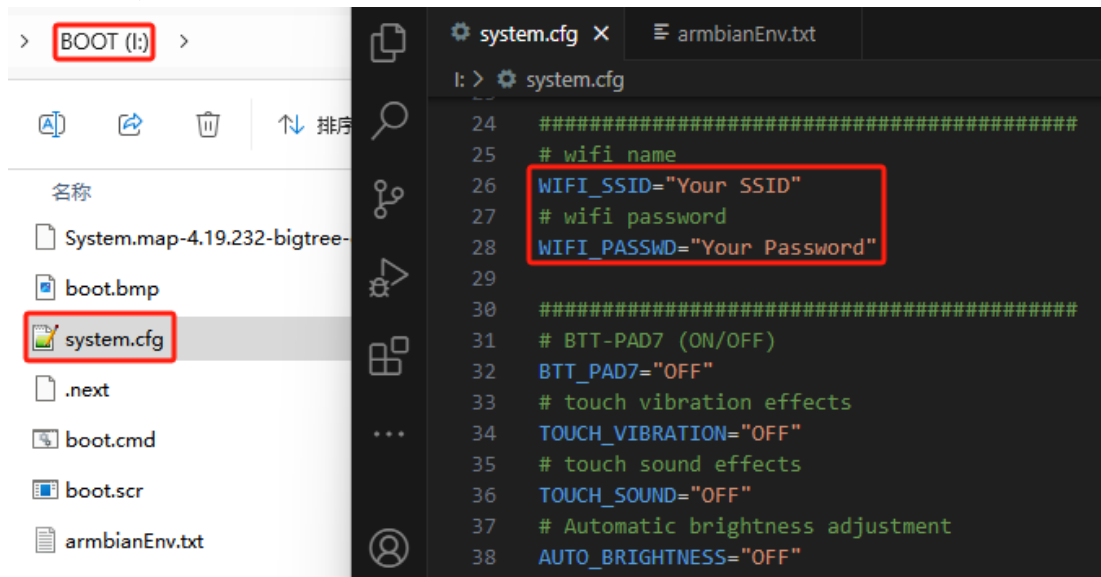 BOOT (I:)
排序
名称
System.map-4.19.232-bigtree-
boot.bmp
system.cfg
.next
boot.cmd
boot.scr
armbianEnv.txt
system.cfg
armbianEnv.txt
I: > system.cfg
24 ###########################################
25 # wifi name
26 WIFI_SSID="Your SSID"
27 # wifi password
28 WIFI_PASSWD="Your Password"
29
30 ###########################################
31 # BTT-PAD7 (ON/OFF)
32 BTT_PAD7="OFF"
33 # touch vibration effects
34 TOUCH_VIBRATION="OFF"
35 # touch sound effects
36 TOUCH_SOUND="OFF"
37 # Automatic brightness adjustment
38 AUTO_BRIGHTNESS="OFF"